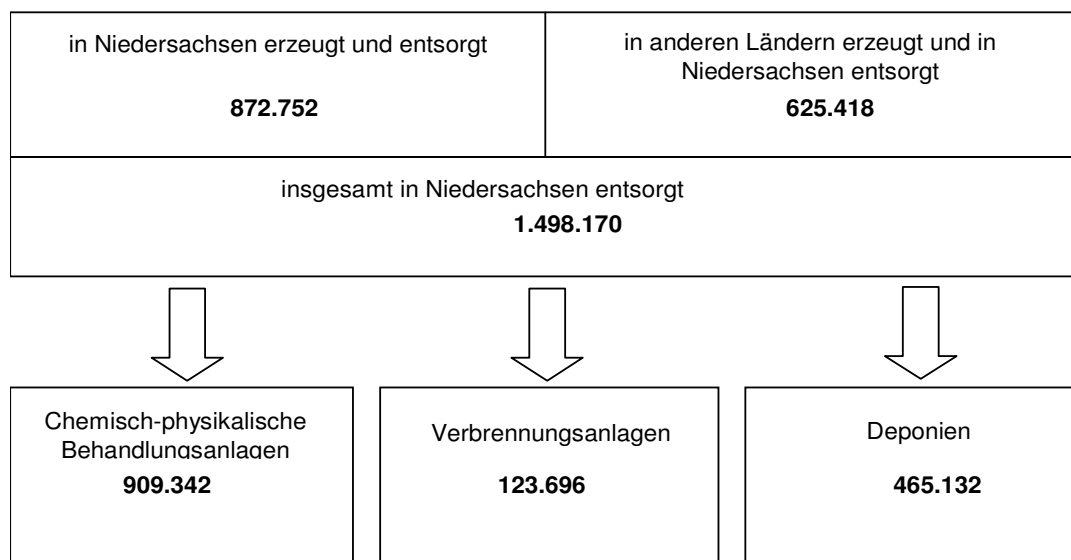 in Niedersachsen erzeugt und entsorgt
872.752
in anderen Ländern erzeugt und in
Niedersachsen entsorgt
625.418
insgesamt in Niedersachsen entsorgt
1.498.170
Chemisch-physikalische
Behandlungsanlagen
909.342
Verbrennungsanlagen
123.696
Deponien
465.132